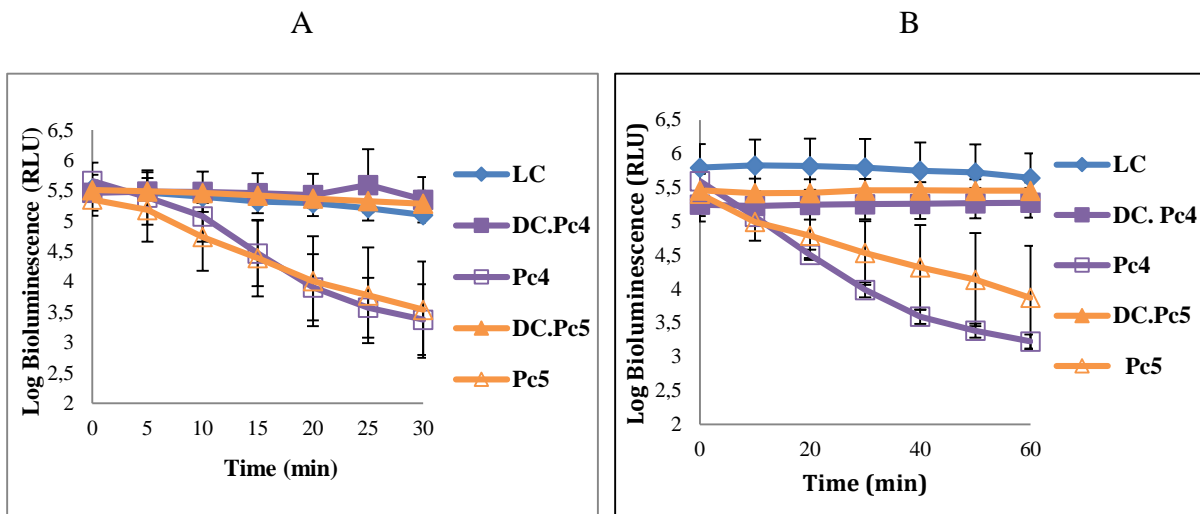 A
B
Log Bioluminescence (RLU)
6,5
6
5,5
5
4,5
4
3,5
3
2,5
2
0 5 10 15 20 25 30
Time (min)
LC
DC.Pc4
Pc4
DC.Pc5
Pc5
Log Bioluminescence (RLU)
6,5
6
5,5
5
4,5
4
3,5
3
2,5
2
0 20 40 60
Time (min)
LC
DC. Pc4
Pc4
DC.Pc5
Pc5